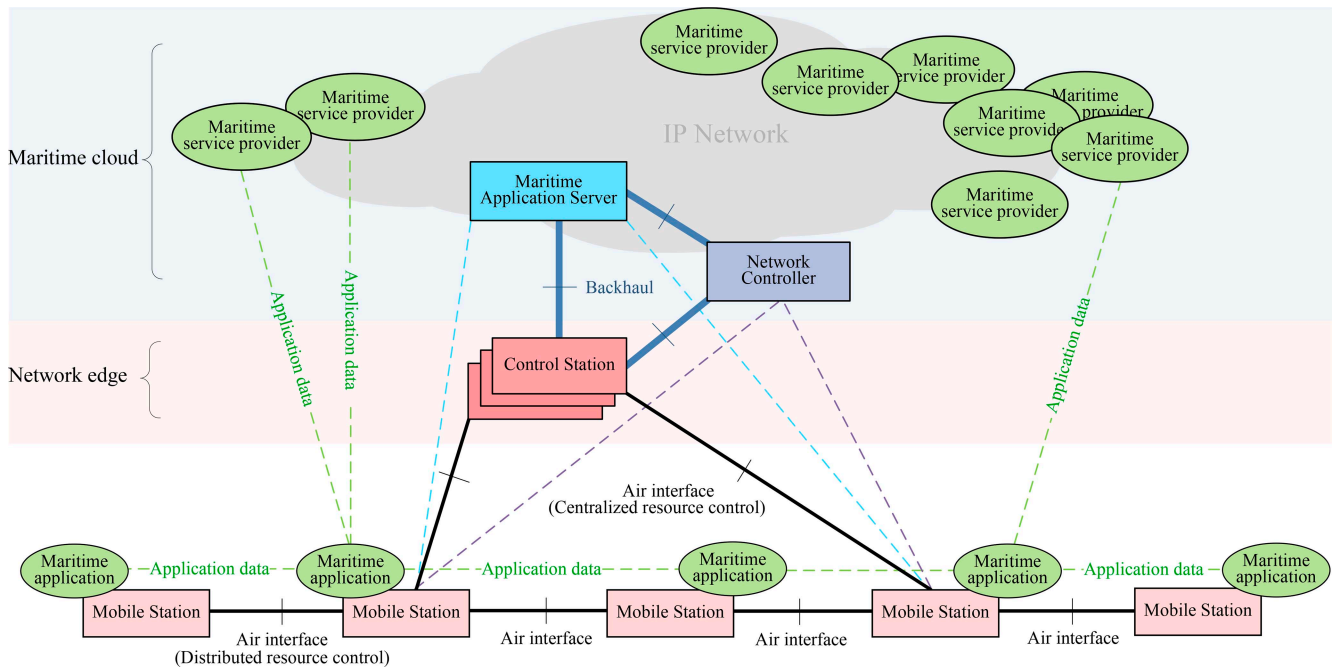 Maritime
service provider
Maritime
service provider
Maritime
service provider
Maritime
service provider
Maritime
service provider
Maritime
service provider
Maritime
service provider
Maritime
service provider
Maritime
service provider
IP Network
Maritime cloud
Maritime
Application Server
Network
Controller
Backhaul
Application data
Application data
Application data
Network edge
Control Station
Air interface
(Centralized resource control)
Maritime
application
Application data
Maritime
application
Application data
Maritime
application
Maritime
application
Application data
Maritime
application
Mobile Station
Mobile Station
Mobile Station
Mobile Station
Mobile Station
Air interface
(Distributed resource control)
Air interface
Air interface
Air interface